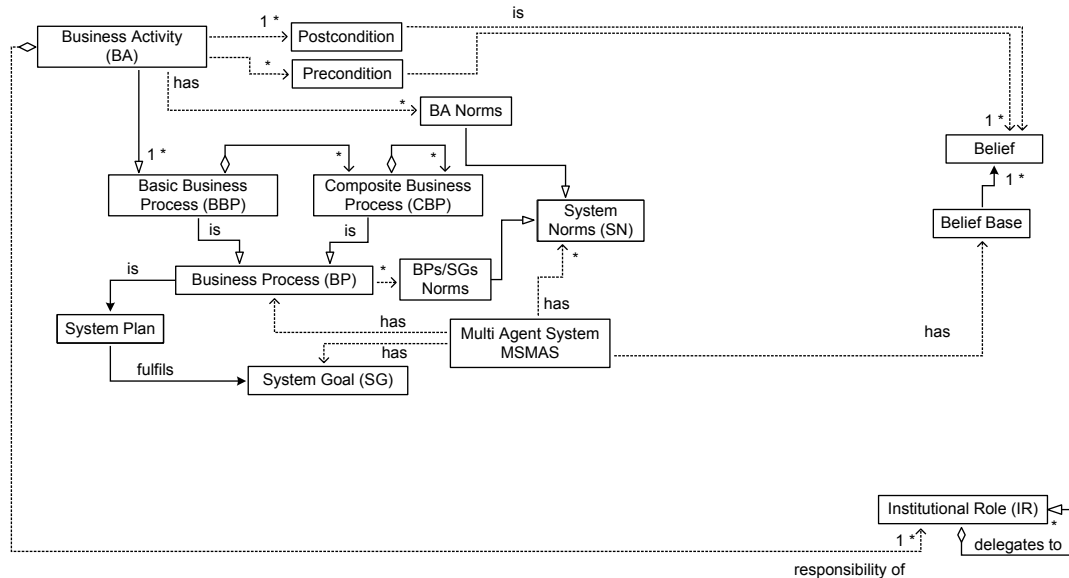 is
1 *
Business Activity
(BA)
Postcondition
*
Precondition
has
*
BA Norms
1 *
Belief
1 *
*
*
1 *
Basic Business
Process (BBP)
Composite Business
Process (CBP)
System
Norms (SN)
Belief Base
is
is
*
is
Business Process (BP)
*
BPs/SGs
Norms
has
System Plan
has
Multi Agent System
MSMAS
has
has
fulfils
System Goal (SG)
Institutional Role (IR)
*
1 *
delegates to
responsibility of